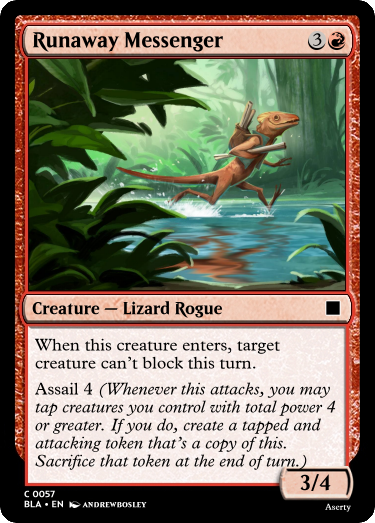 Runaway Messenger 3
Creature — Lizard Rogue
When this creature enters, target
creature can't block this turn.
Assail 4 (Whenever this attacks, you may
tap creatures you control with total power 4
or greater. If you do, create a tapped and
attacking token that's a copy of this.
Sacrifice that token at the end of turn.)
3/4
C 0057
BLA • EN ANDREWBOSLEY
Aserty